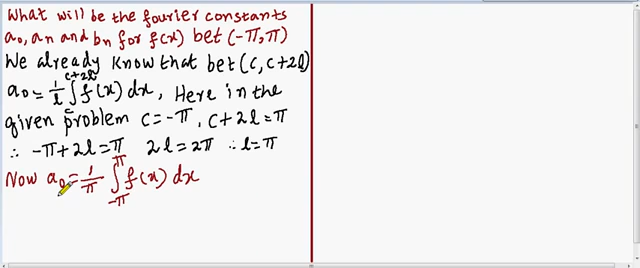 What will be the fourier constants
a₀, an and bn for f(x) bet (-π, π)
We already know that bet (c, c+2l)
a₀ = 1/l ∫_c^{c+2l} f(x) dx, Here in the
given problem c = -π, c+2l = π
∴ -π+2l = π 2l = 2π ∴ l = π
Now a₀ = 1/π ∫_{-π}^{π} f(x) dx